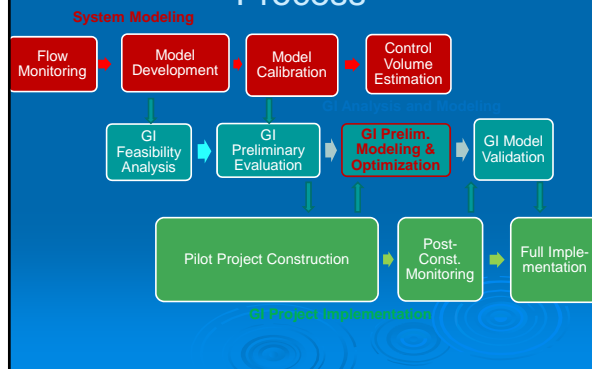 Process
System Modeling
Flow
Monitoring
Model
Development
Model
Calibration
Control
Volume
Estimation
GI Analysis and Modeling
GI
Feasibility
Analysis
GI
Preliminary
Evaluation
GI Prelim.
Modeling &
Optimization
GI Model
Validation
Pilot Project Construction
Post-
Const.
Monitoring
Full Imple-
mentation
GI Project Implementation